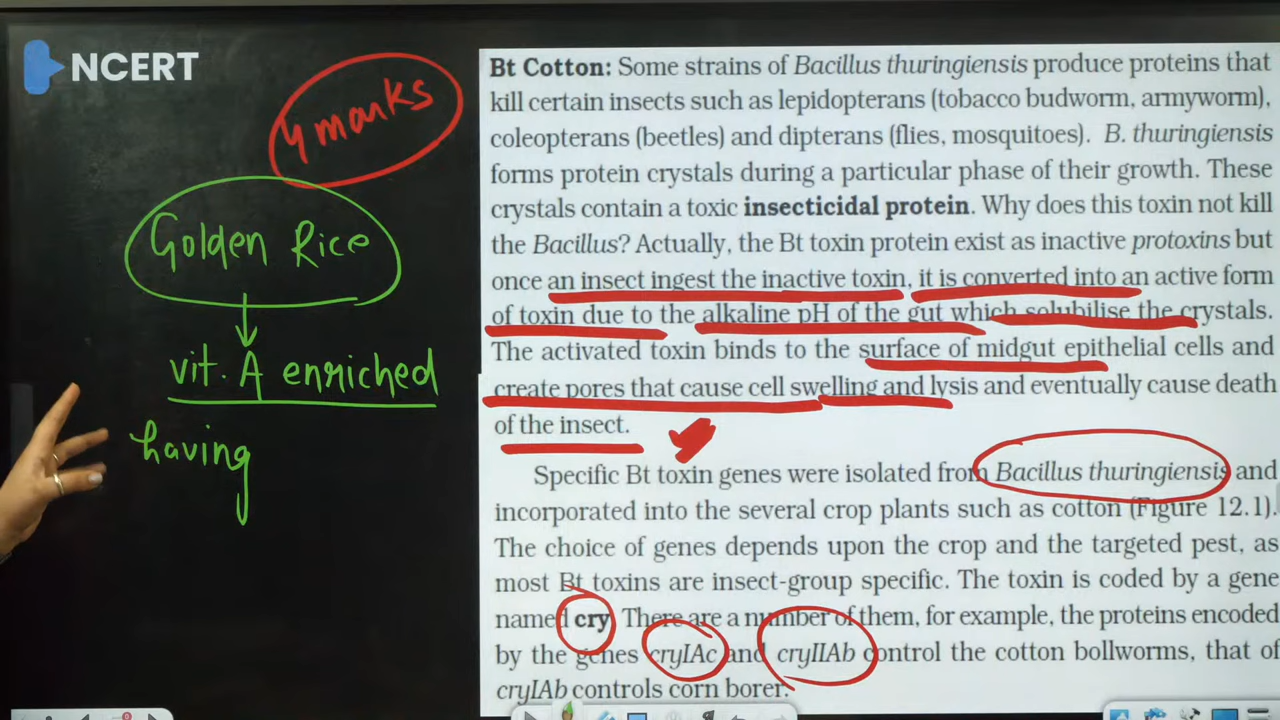 NCERT
4 marks
Golden Rice
vit. A enriched
having
Bt Cotton: Some strains of Bacillus thuringiensis produce proteins that
kill certain insects such as lepidopterans (tobacco budworm, armyworm),
coleopterans (beetles) and dipterans (flies, mosquitoes). B. thuringiensis
forms protein crystals during a particular phase of their growth. These
crystals contain a toxic insecticidal protein. Why does this toxin not kill
the Bacillus? Actually, the Bt toxin protein exist as inactive protoxins but
once an insect ingest the inactive toxin, it is converted into an active form
of toxin due to the alkaline pH of the gut which solubilise the crystals.
The activated toxin binds to the surface of midgut epithelial cells and
create pores that cause cell swelling and lysis and eventually cause death
of the insect.
Specific Bt toxin genes were isolated from Bacillus thuringiensis and
incorporated into the several crop plants such as cotton (Figure 12.1).
The choice of genes depends upon the crop and the targeted pest, as
most Bt toxins are insect-group specific. The toxin is coded by a gene
named cry. There are a number of them, for example, the proteins encoded
by the genes cryIAc and cryIIAb control the cotton bollworms, that of
cryIAb controls corn borer.